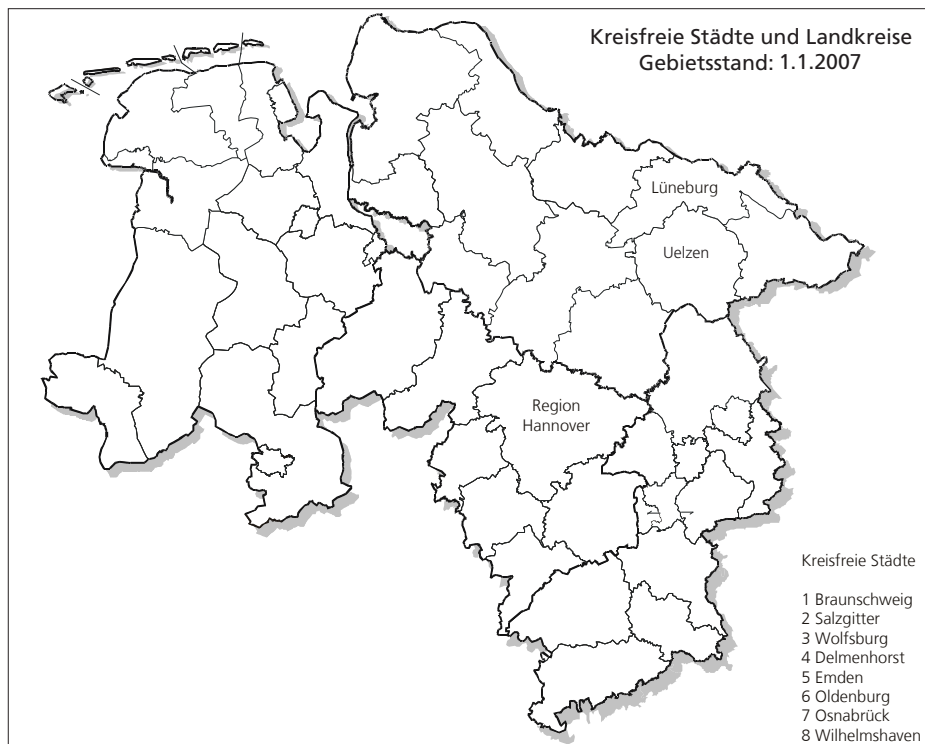 Kreisfreie Städte und Landkreise
Gebietsstand: 1.1.2007
Lüneburg
Uelzen
Region
Hannover
Kreisfreie Städte
1 Braunschweig
2 Salzgitter
3 Wolfsburg
4 Delmenhorst
5 Emden
6 Oldenburg
7 Osnabrück
8 Wilhelmshaven